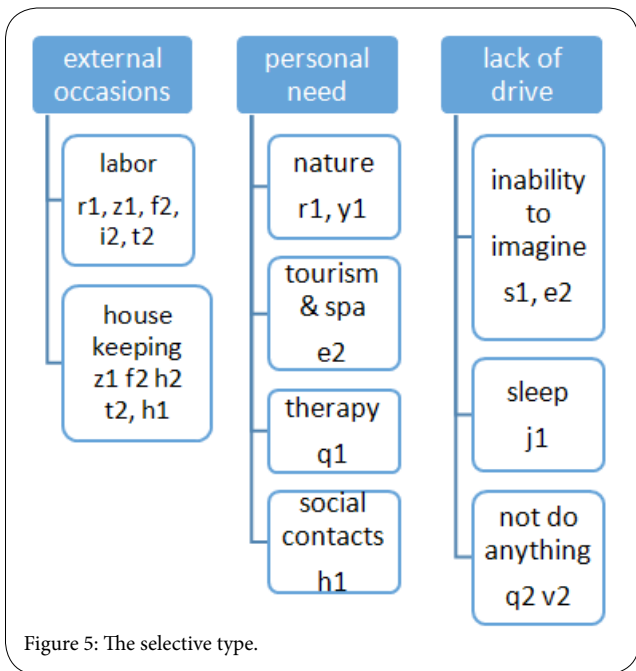 external
occasions
labor
r1, z1, f2,
i2, t2
house
keeping
z1 f2 h2
t2, h1
personal
need
nature
r1, y1
tourism
& spa
e2
therapy
q1
social
contacts
h1
lack of
drive
inability
to
imagine
s1, e2
sleep
j1
not do
anything
q2 v2
Figure 5: The selective type.